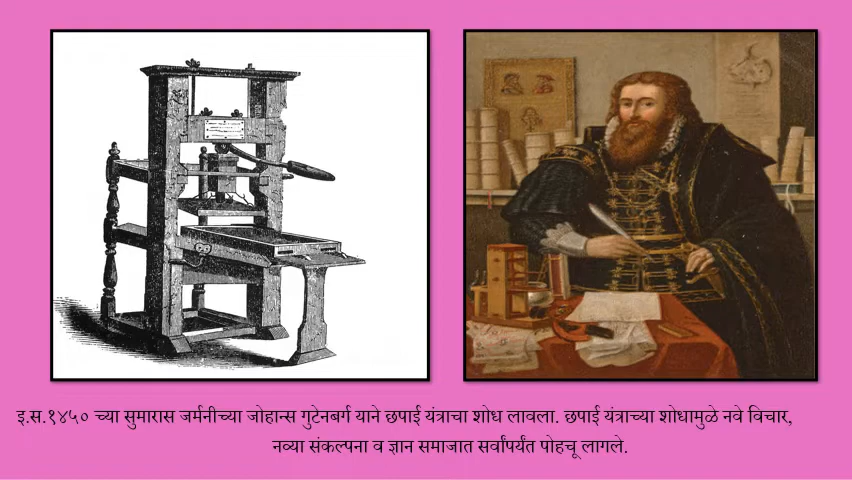 इ.स.१४५० च्या सुमारास जर्मनीच्या जोहान्स गुटेनबर्ग याने छपाई यंत्राचा शोध लावला. छपाई यंत्राच्या शोधामुळे नवे विचार,
नव्या संकल्पना व ज्ञान समाजात सर्वांपर्यंत पोहचू लागले.